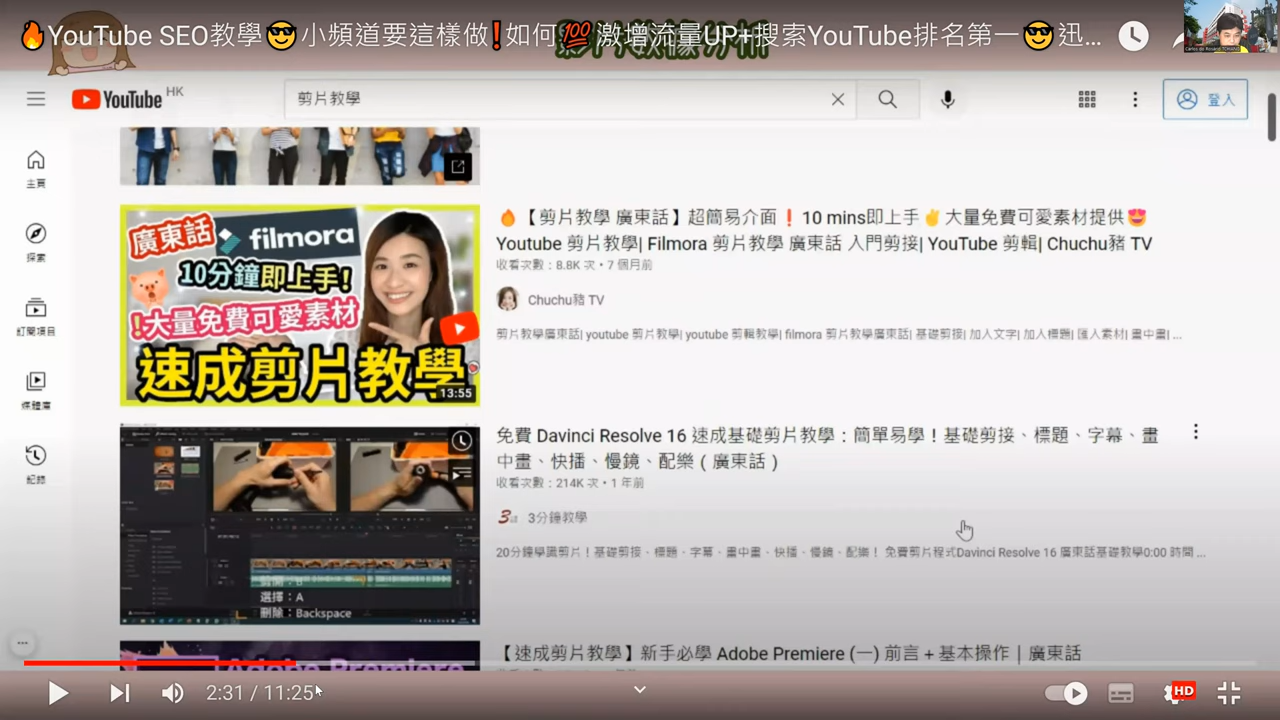 🔥YouTube SEO教學😎小頻道要這樣做❗如何💯激增流量UP+搜索YouTube排名第一😎迅...
YouTube HK
剪片教學
登入
主頁
探索
訂閱項目
媒體庫
紀錄
廣東話
filmora
10分鐘即上手!
!大量免費可愛素材
速成剪片教學
13:55
🔥【剪片教學 廣東話】超簡易介面❗10 mins即上手✌大量免費可愛素材提供😍
Youtube 剪片教學| Filmora 剪片教學 廣東話 入門剪接| YouTube 剪輯| Chuchu豬 TV
收看次數：8.8K 次・7 個月前
Chuchu豬 TV
剪片教學廣東話| youtube 剪片教學| youtube 剪輯教學| filmora 剪片教學廣東話| 基礎剪接| 加入文字| 加入標題| 匯入素材| 畫中畫| ...
免費 Davinci Resolve 16 速成基礎剪片教學：簡單易學！基礎剪接、標題、字幕、畫
中畫、快播、慢鏡、配樂（廣東話）
收看次數：214K 次・1 年前
3分鐘教學
20分鐘學識剪片！基礎剪接、標題、字幕、畫中畫、快播、慢鏡、配樂！ 免費剪片程式Davinci Resolve 16 廣東話基礎教學0:00 時間 ...
選擇：A
刪除：Backspace
【速成剪片教學】新手必學 Adobe Premiere (一) 前言 + 基本操作｜廣東話
Adobe Premiere
2:31 / 11:25
HD